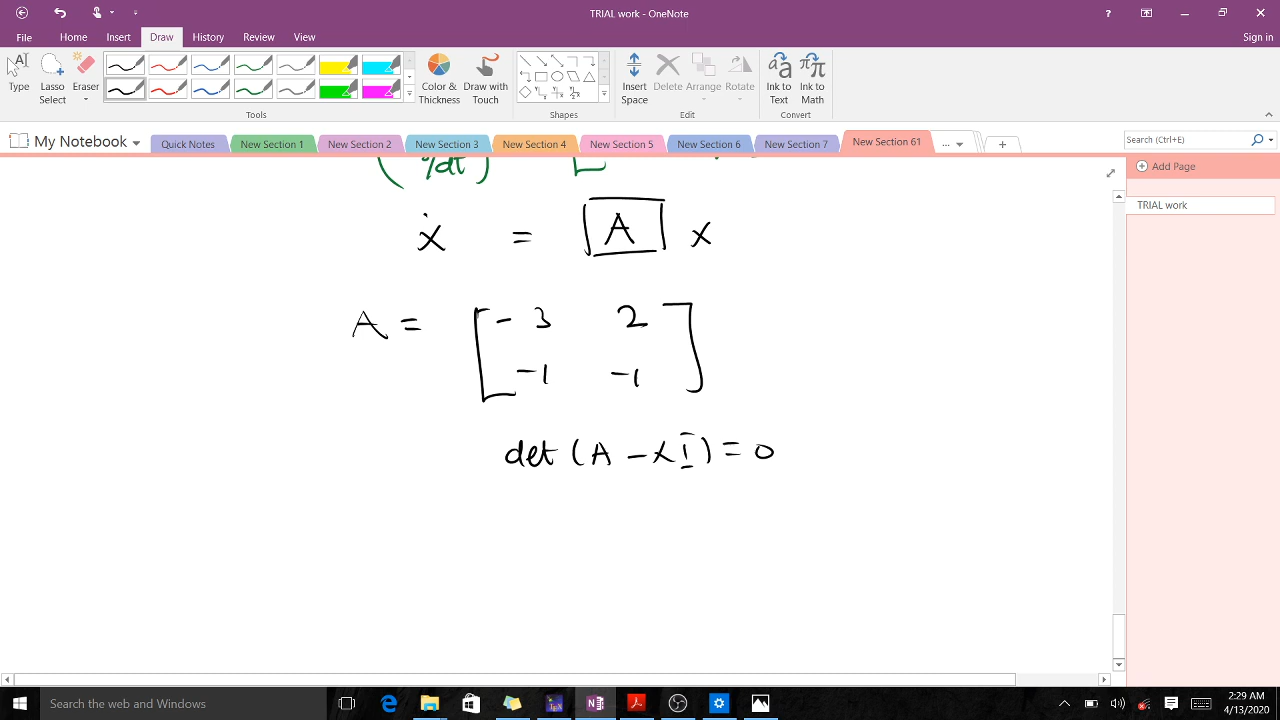 TRIAL work - OneNote
File Home Insert Draw History Review View Sign in
Type Lasso Select Eraser Color & Thickness Draw with Touch Insert Space Delete Arrange Rotate Ink to Text Ink to Math
Tools Shapes Edit Convert
My Notebook Quick Notes New Section 1 New Section 2 New Section 3 New Section 4 New Section 5 New Section 6 New Section 7 New Section 61 ... Search (Ctrl+E)
Add Page
TRIAL work
ẋ = A x
A = [ -3 2
-1 -1 ]
det (A - λI) = 0
Search the web and Windows
2:29 AM
4/13/2020